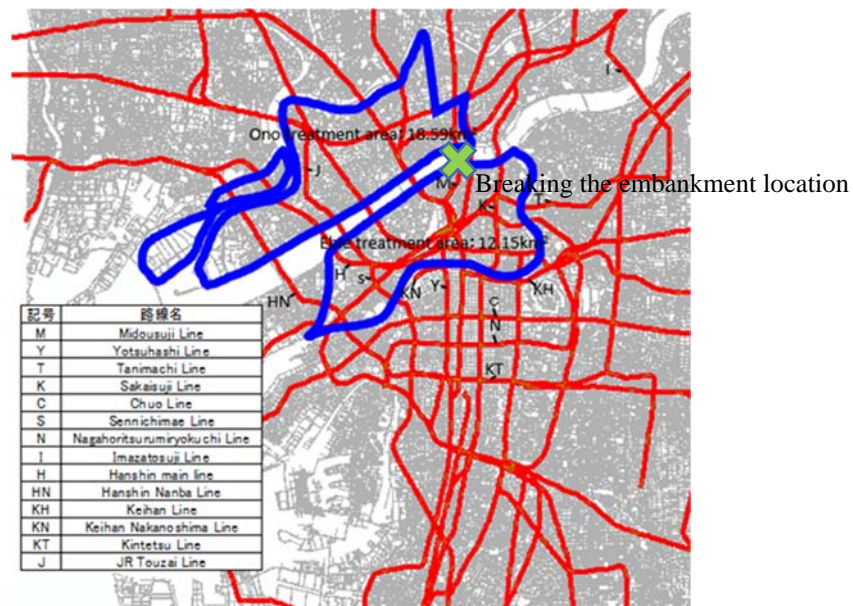 I
Ono treatment area: 18.59km²
J
M
Breaking the embankment location
K
T
Ebie treatment area: 12.15km²
H
S
HN
KN
Y
KH
C
N
KT
記号 路線名
M Midousuji Line
Y Yotsuhashi Line
T Tanimachi Line
K Sakaisuji Line
C Chuo Line
S Sennichimae Line
N Nagahoritsurumiryokuchi Line
I Imazatosuji Line
H Hanshin main line
HN Hanshin Nanba Line
KH Keihan Line
KN Keihan Nakanoshima Line
KT Kintetsu Line
J JR Touzai Line